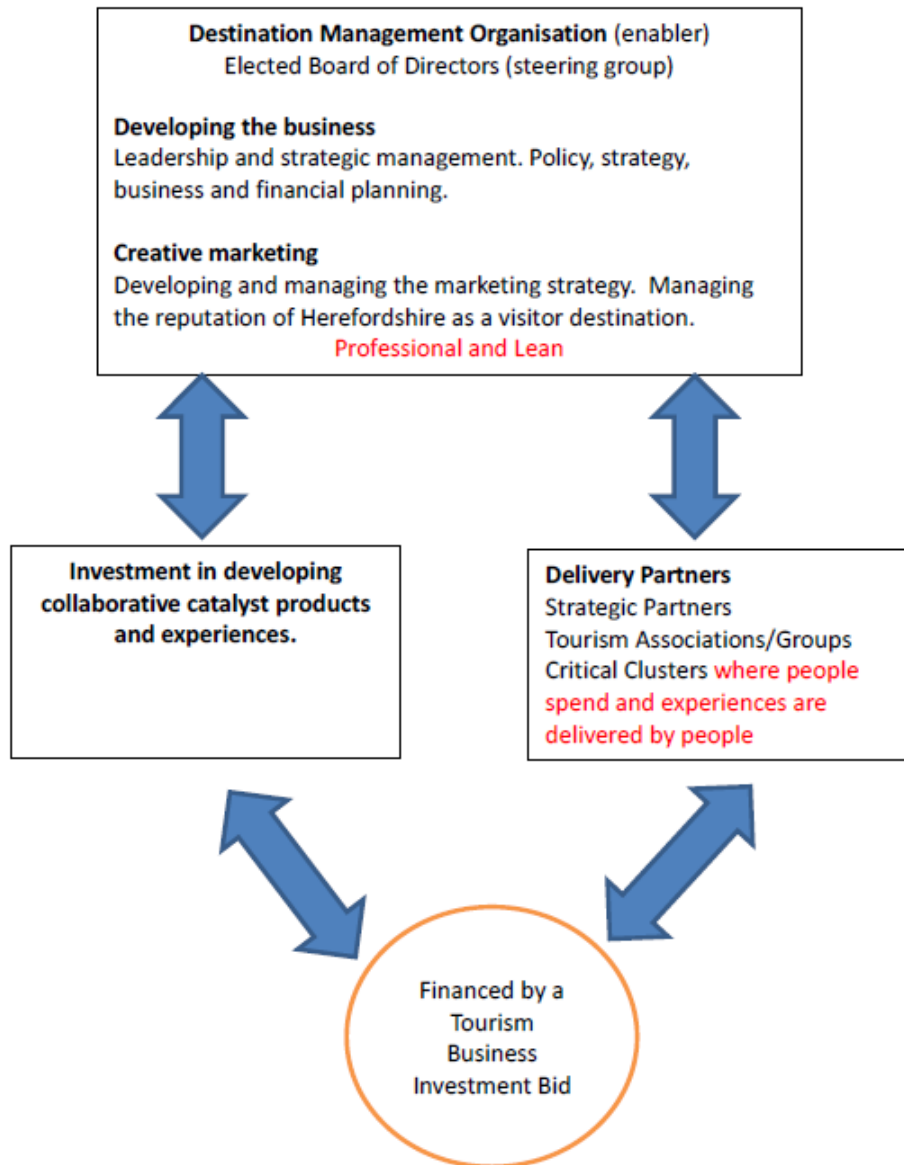 Destination Management Organisation (enabler)
Elected Board of Directors (steering group)
Developing the business
Leadership and strategic management. Policy, strategy,
business and financial planning.
Creative marketing
Developing and managing the marketing strategy.  Managing
the reputation of Herefordshire as a visitor destination.
Professional and Lean
Investment in developing
collaborative catalyst products
and experiences.
Delivery Partners
Strategic Partners
Tourism Associations/Groups
Critical Clusters where people
spend and experiences are
delivered by people
Financed by a
Tourism
Business
Investment Bid